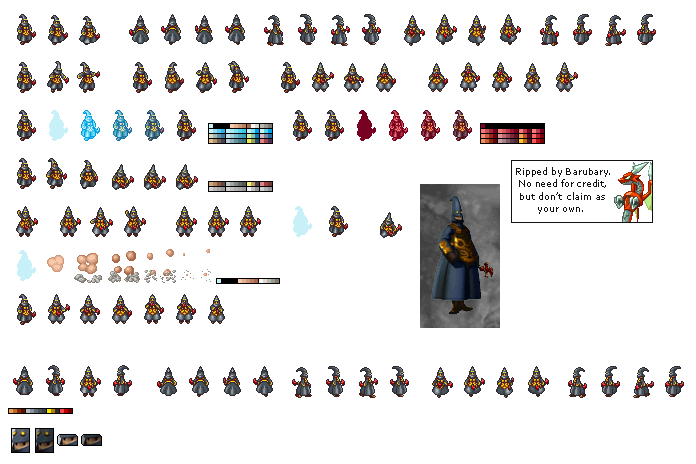 Ripped by Barubary.
No need for credit,
but don't claim as
your own.